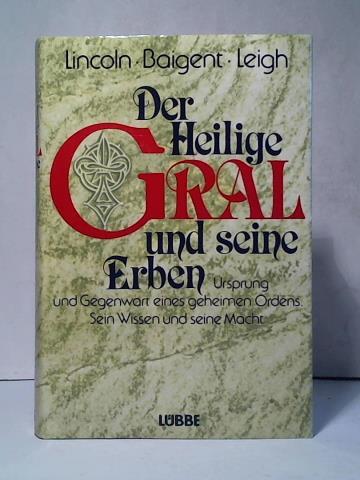 Lincoln · Baigent · Leigh
Der
Heilige
GRAL
und seine
Erben Ursprung
und Gegenwart eines geheimen Ordens.
Sein Wissen und seine Macht
LÜBBE